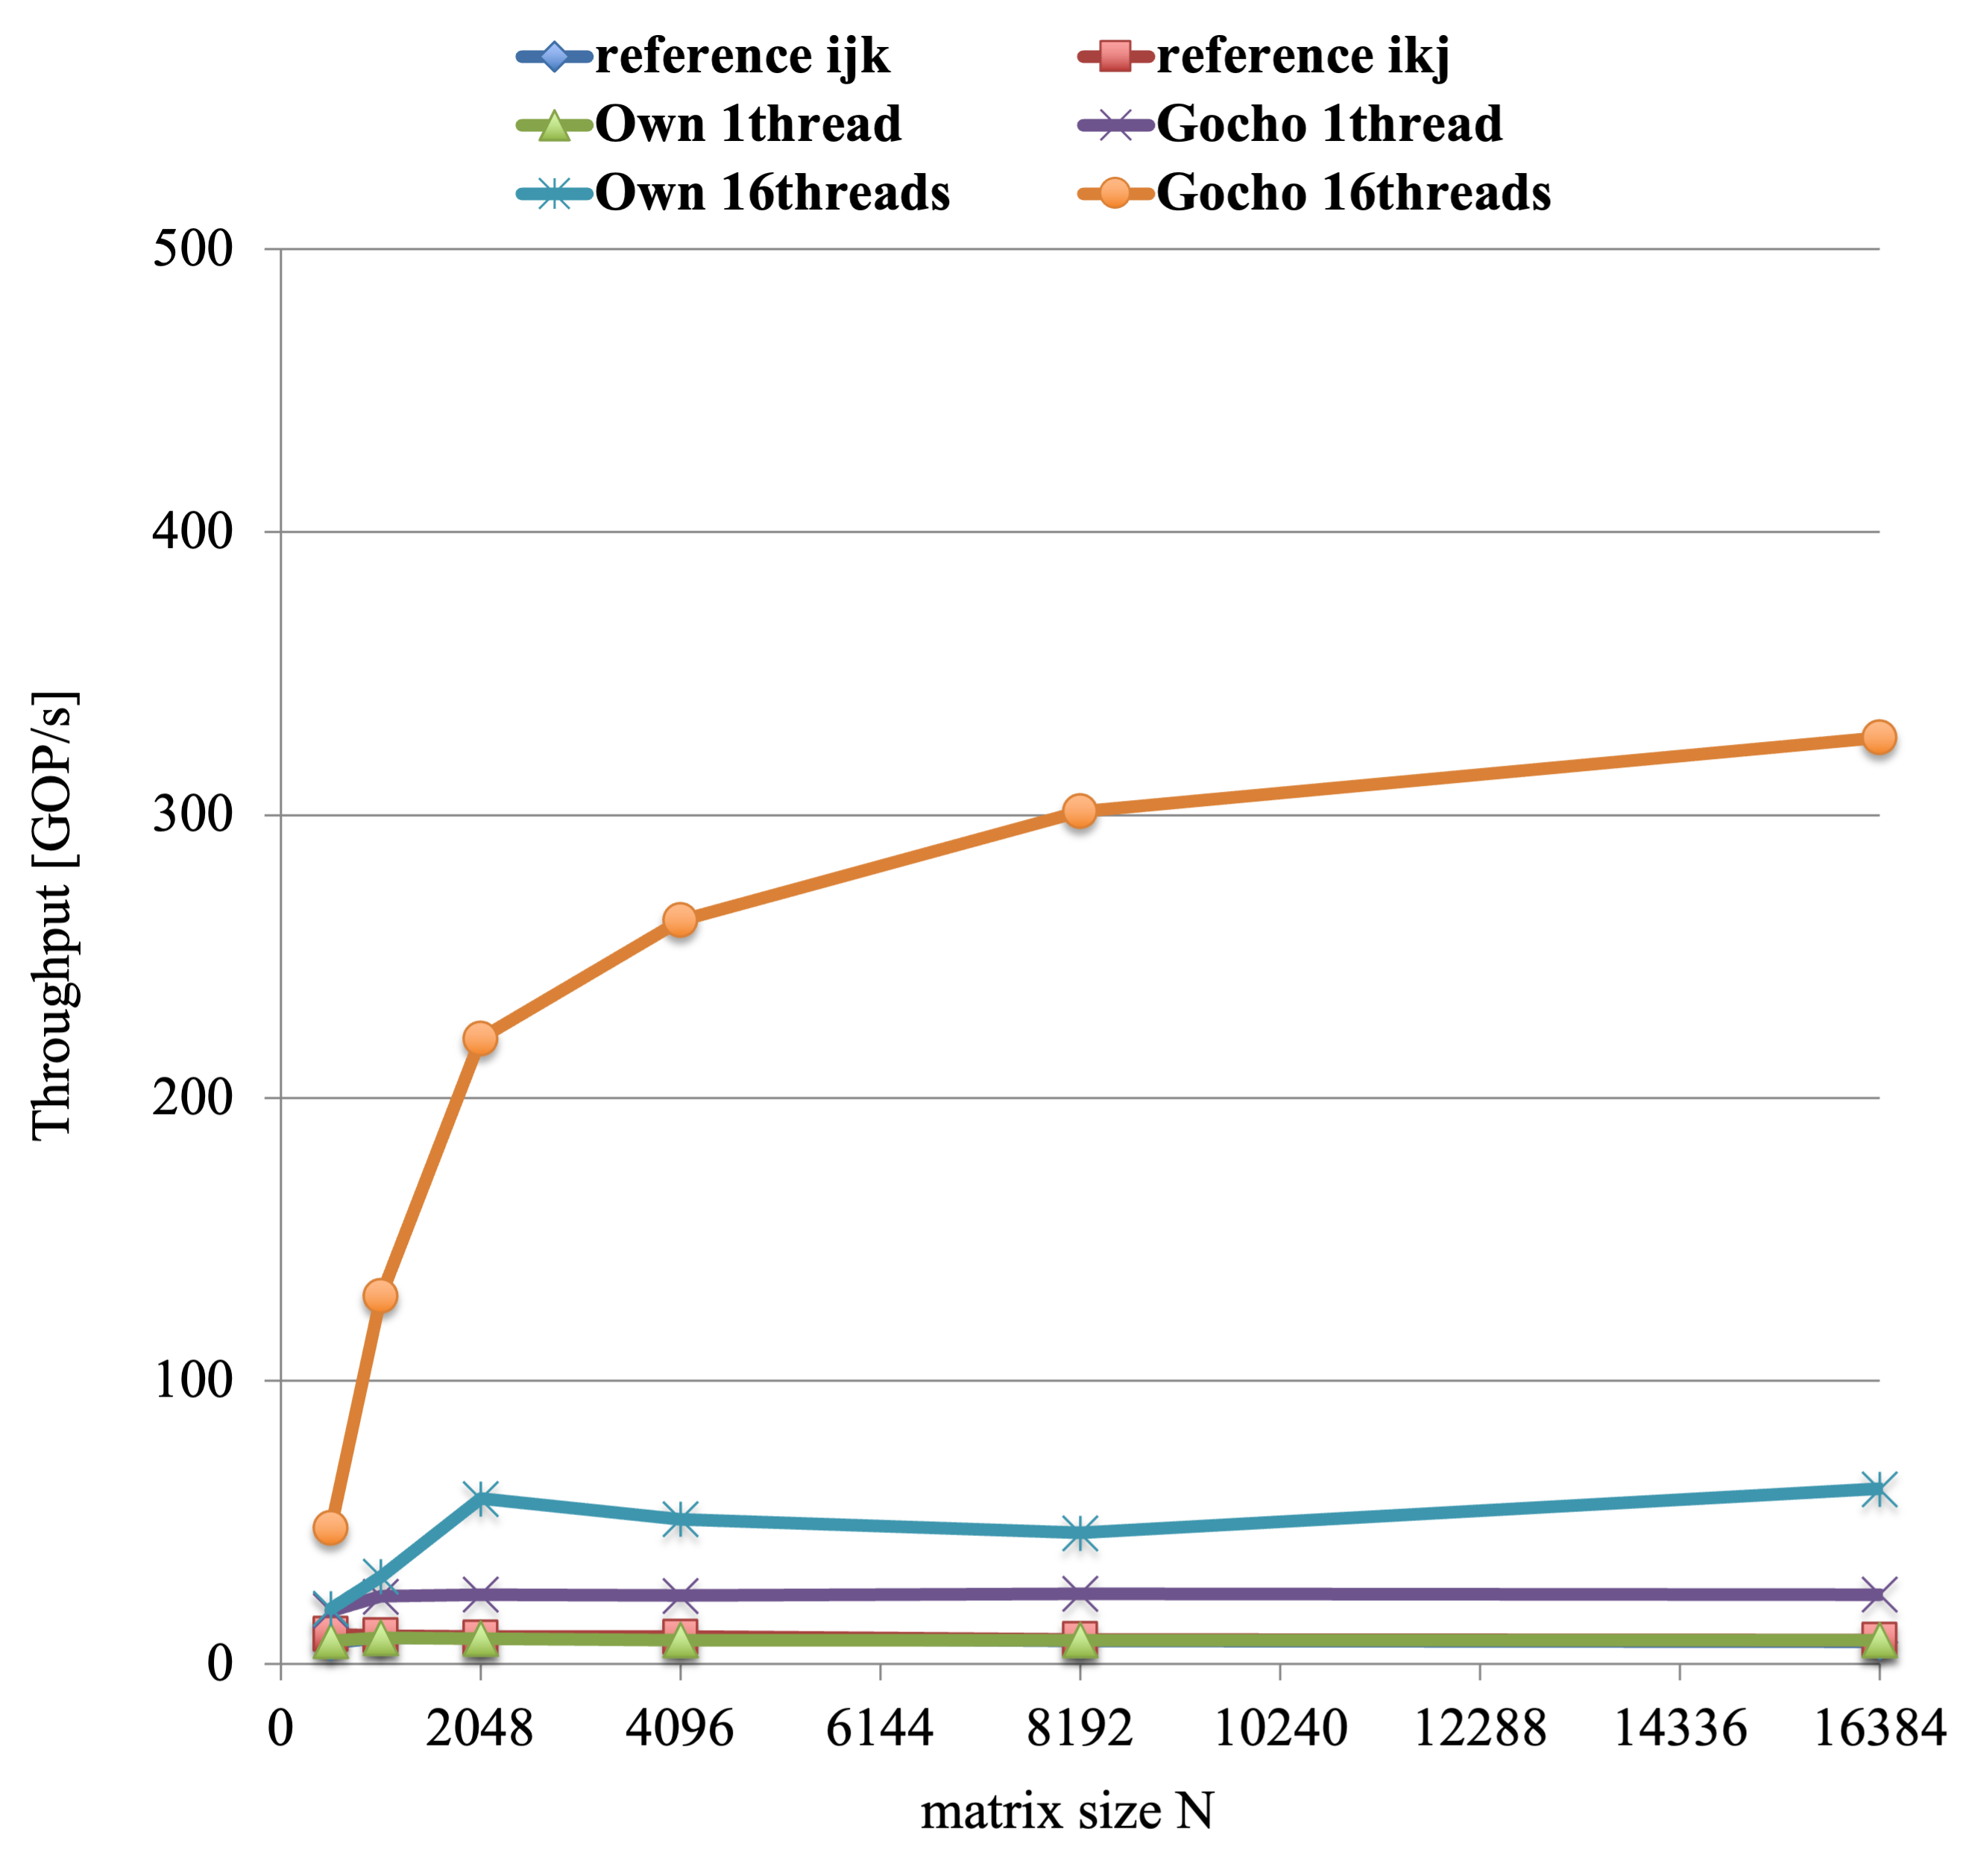 reference ijk reference ikj
Own 1thread Gocho 1thread
Own 16threads Gocho 16threads
500
400
300
200
100
0
Throughput [GOP/s]
0 2048 4096 6144 8192 10240 12288 14336 16384
matrix size N